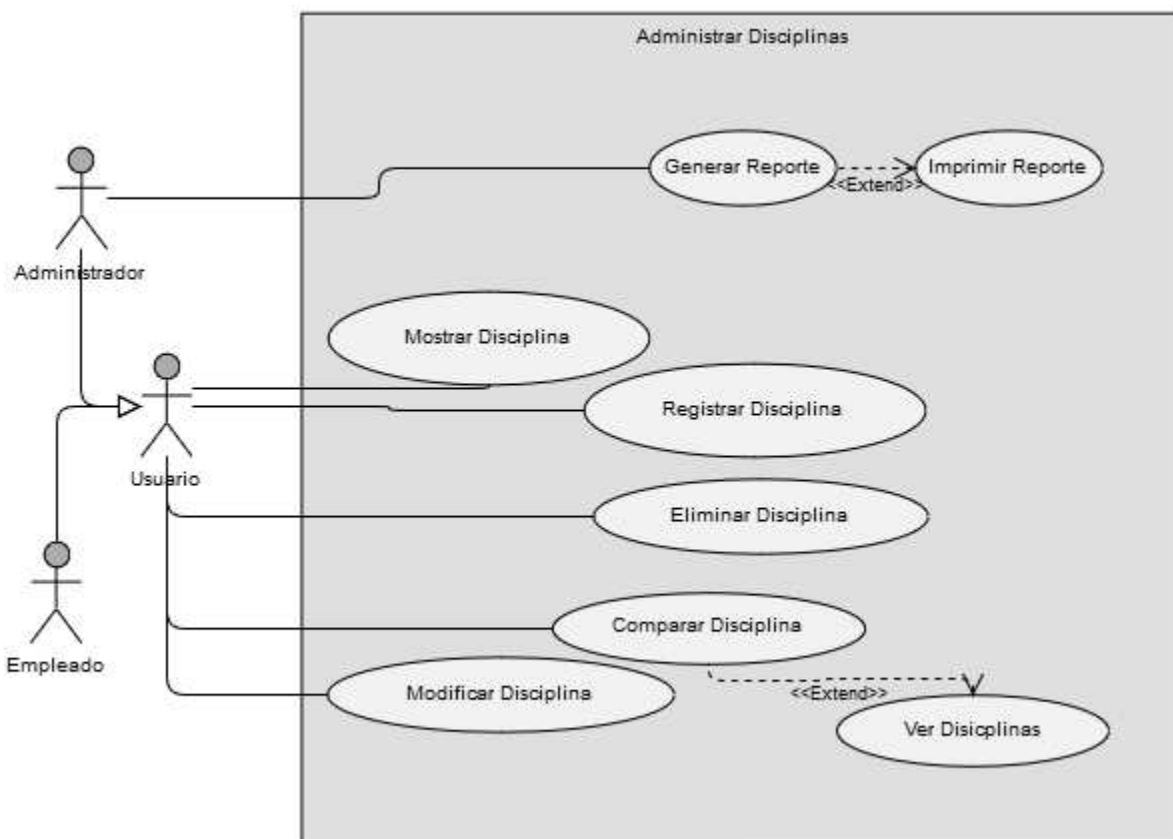 Administrar Disciplinas
Generar Reporte
<<Extend>>
Imprimir Reporte
Administrador
Mostrar Disciplina
Registrar Disciplina
Usuario
Eliminar Disciplina
Comparar Disciplina
Empleado
Modificar Disciplina
<<Extend>>
Ver Disicplinas